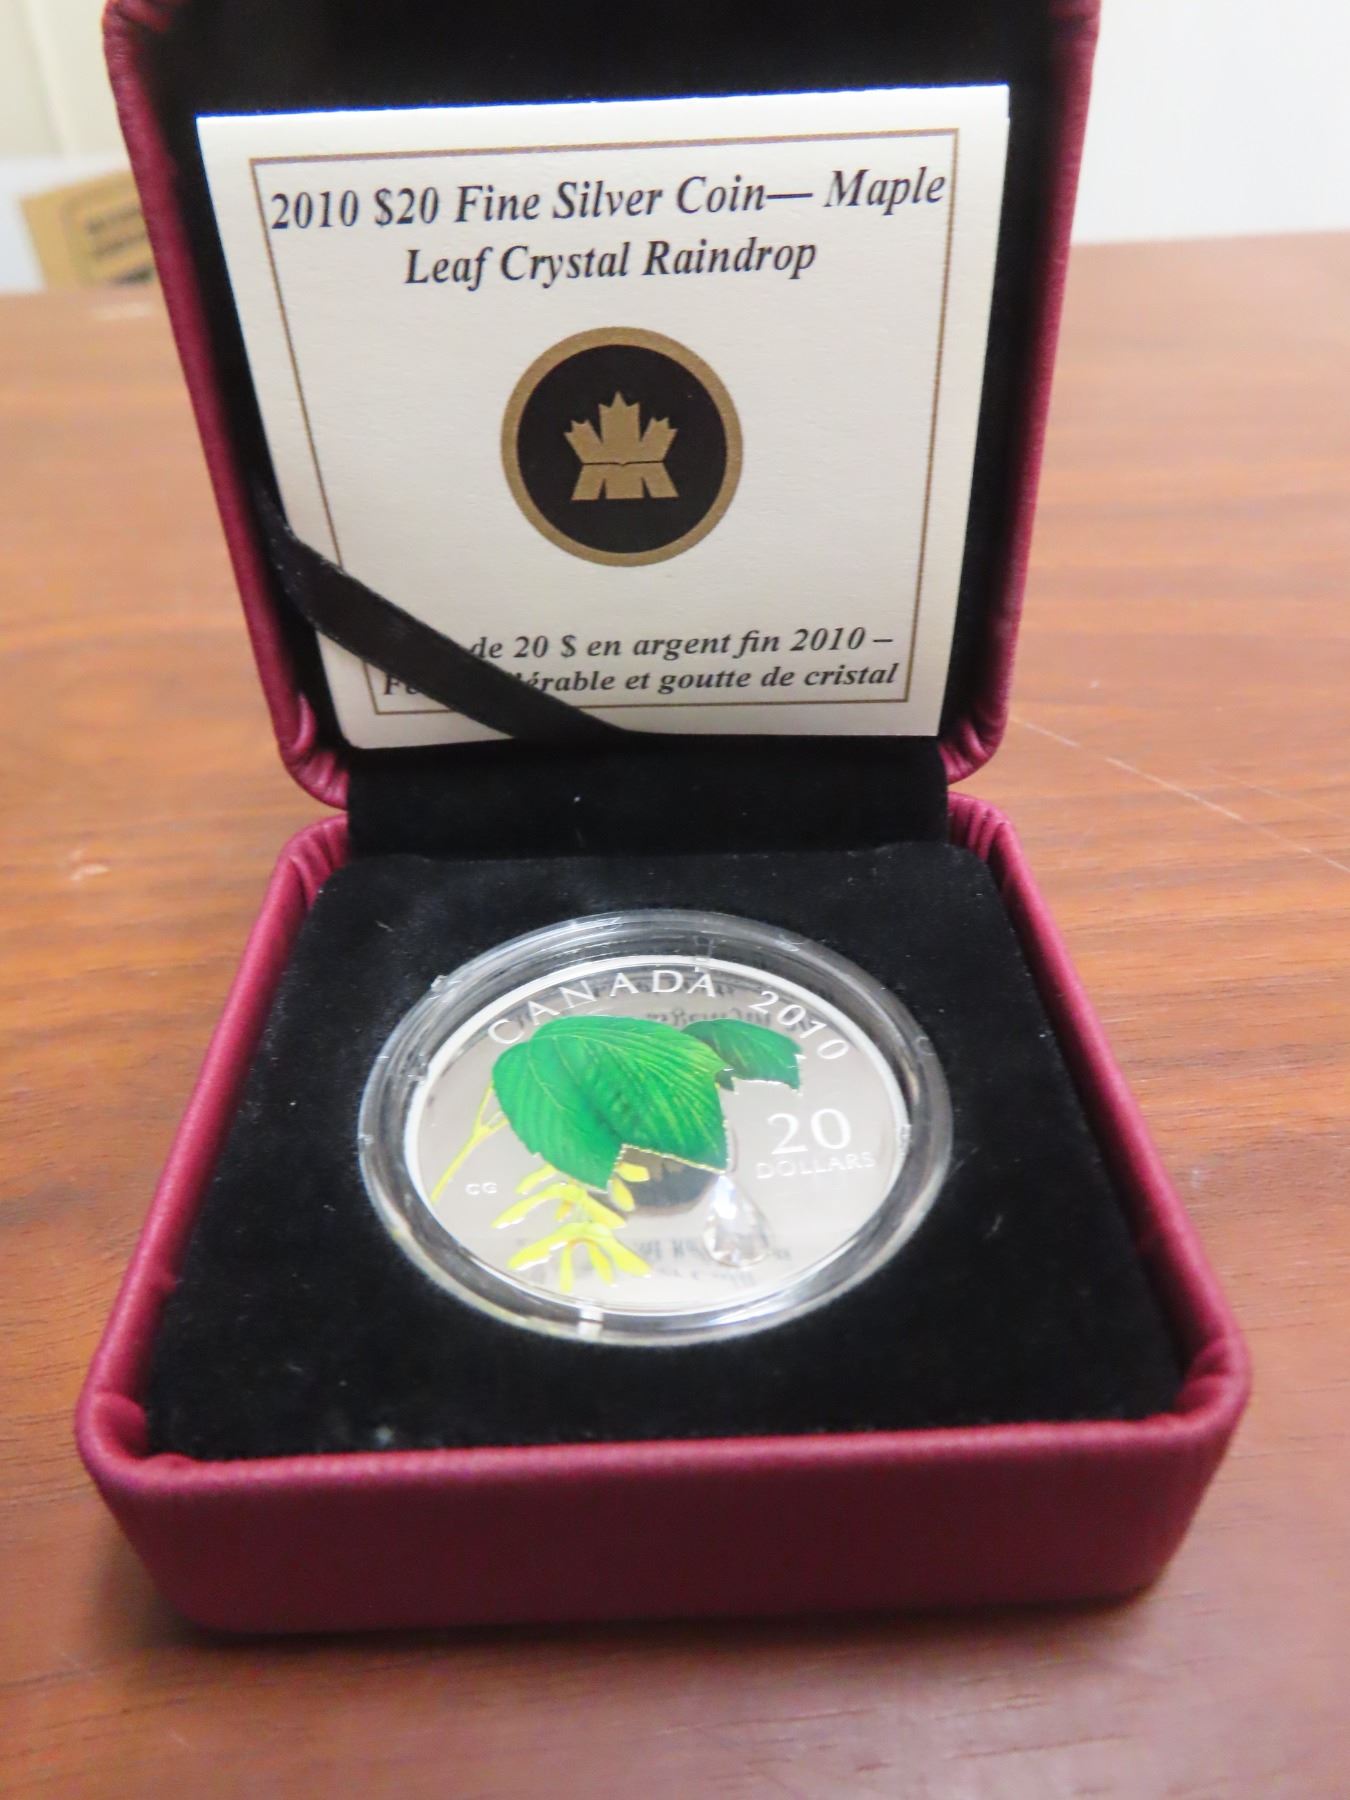 2010 $20 Fine Silver Coin— Maple
Leaf Crystal Raindrop
de 20 $ en argent fin 2010 –
et goutte de cristal
CANADA 2010
20
DOLLARS
CG